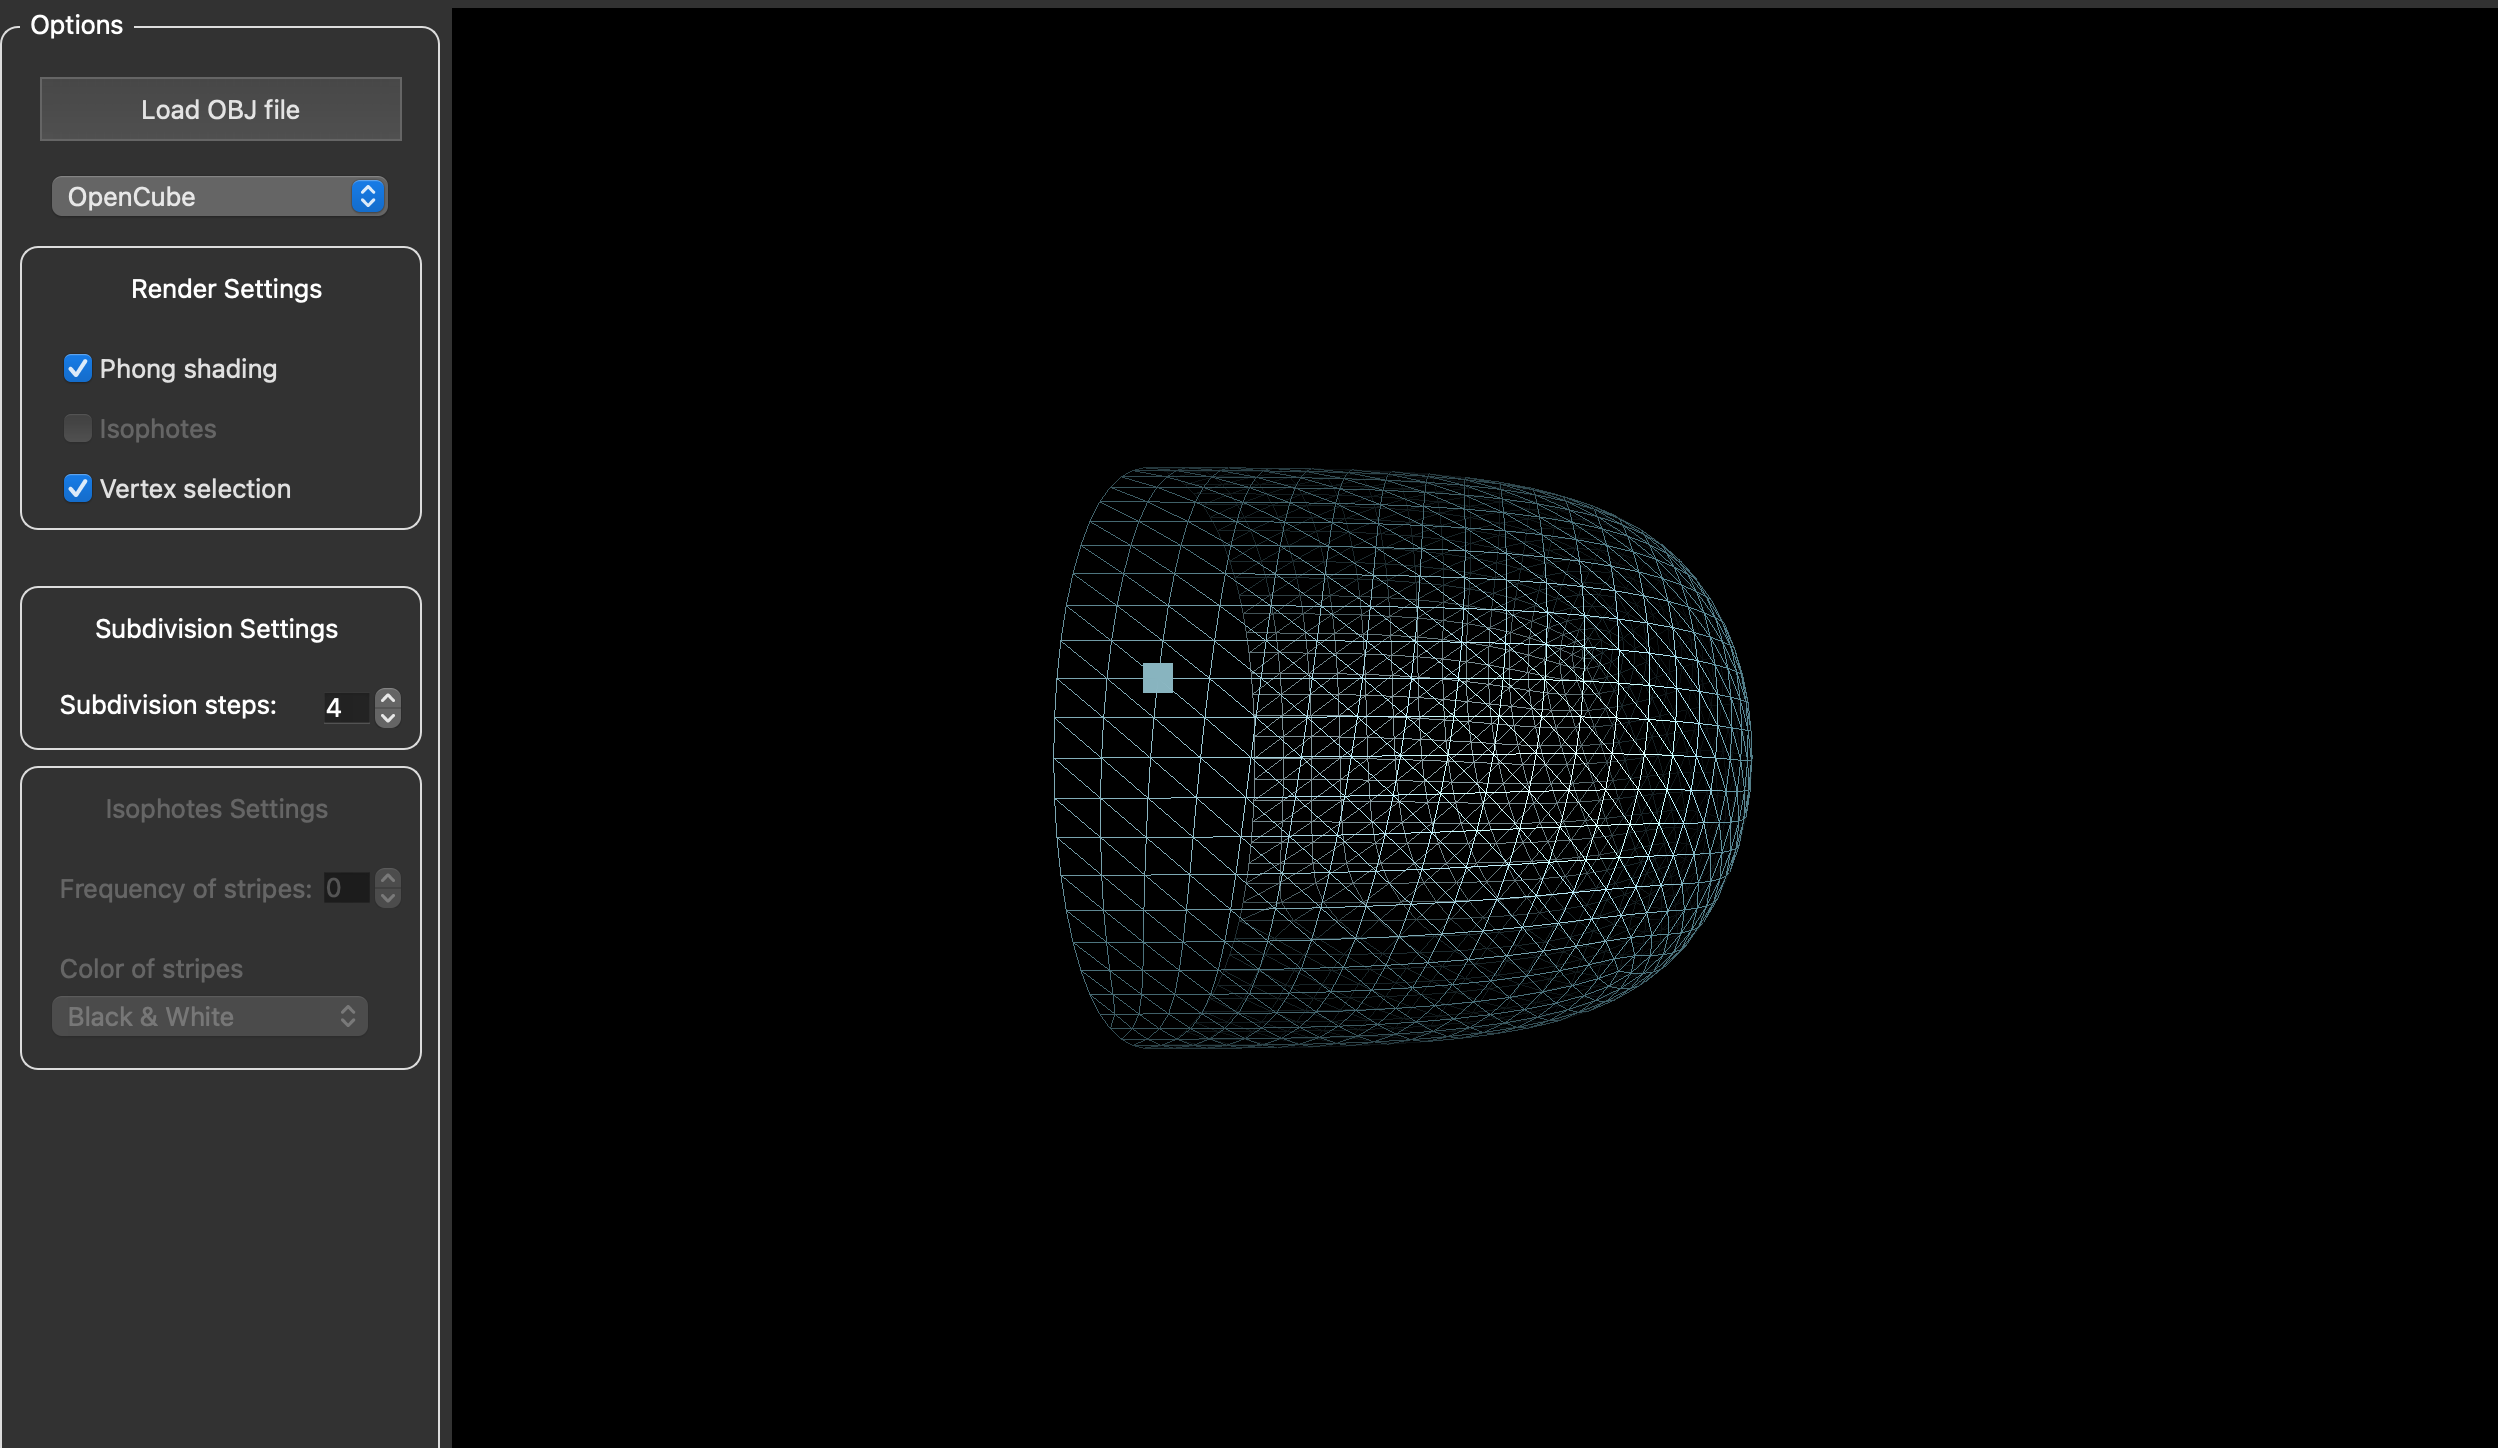 Options
Load OBJ file
OpenCube
Render Settings
Phong shading
Isophotes
Vertex selection
Subdivision Settings
Subdivision steps: 4
Isophotes Settings
Frequency of stripes: 0
Color of stripes
Black & White